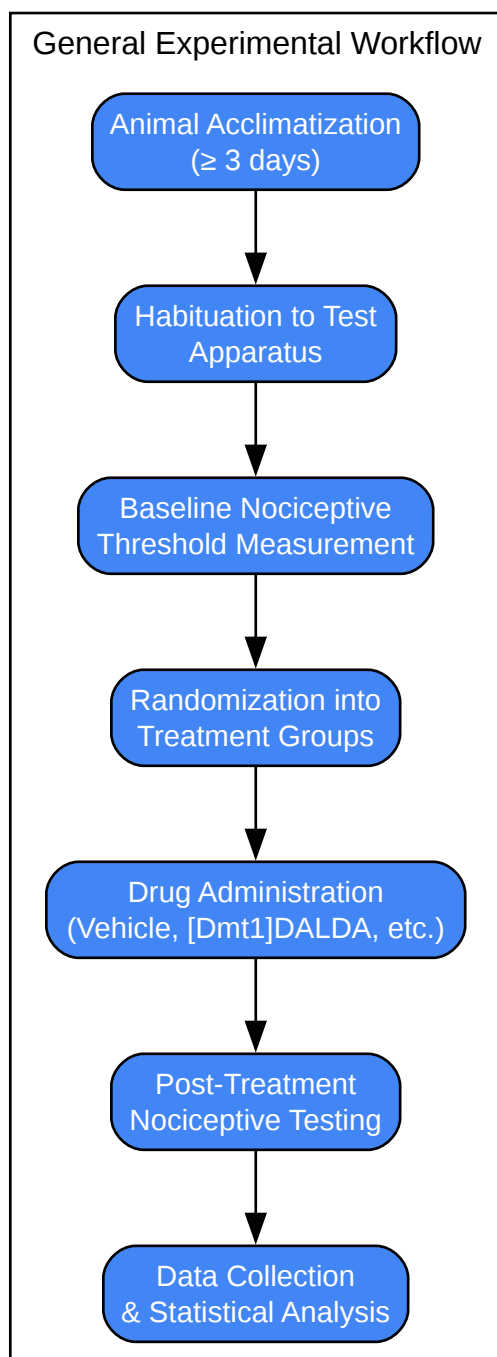 General Experimental Workflow
Animal Acclimatization
(≥ 3 days)
Habituation to Test
Apparatus
Baseline Nociceptive
Threshold Measurement
Randomization into
Treatment Groups
Drug Administration
(Vehicle, [Dmt1]DALDA, etc.)
Post-Treatment
Nociceptive Testing
Data Collection
& Statistical Analysis